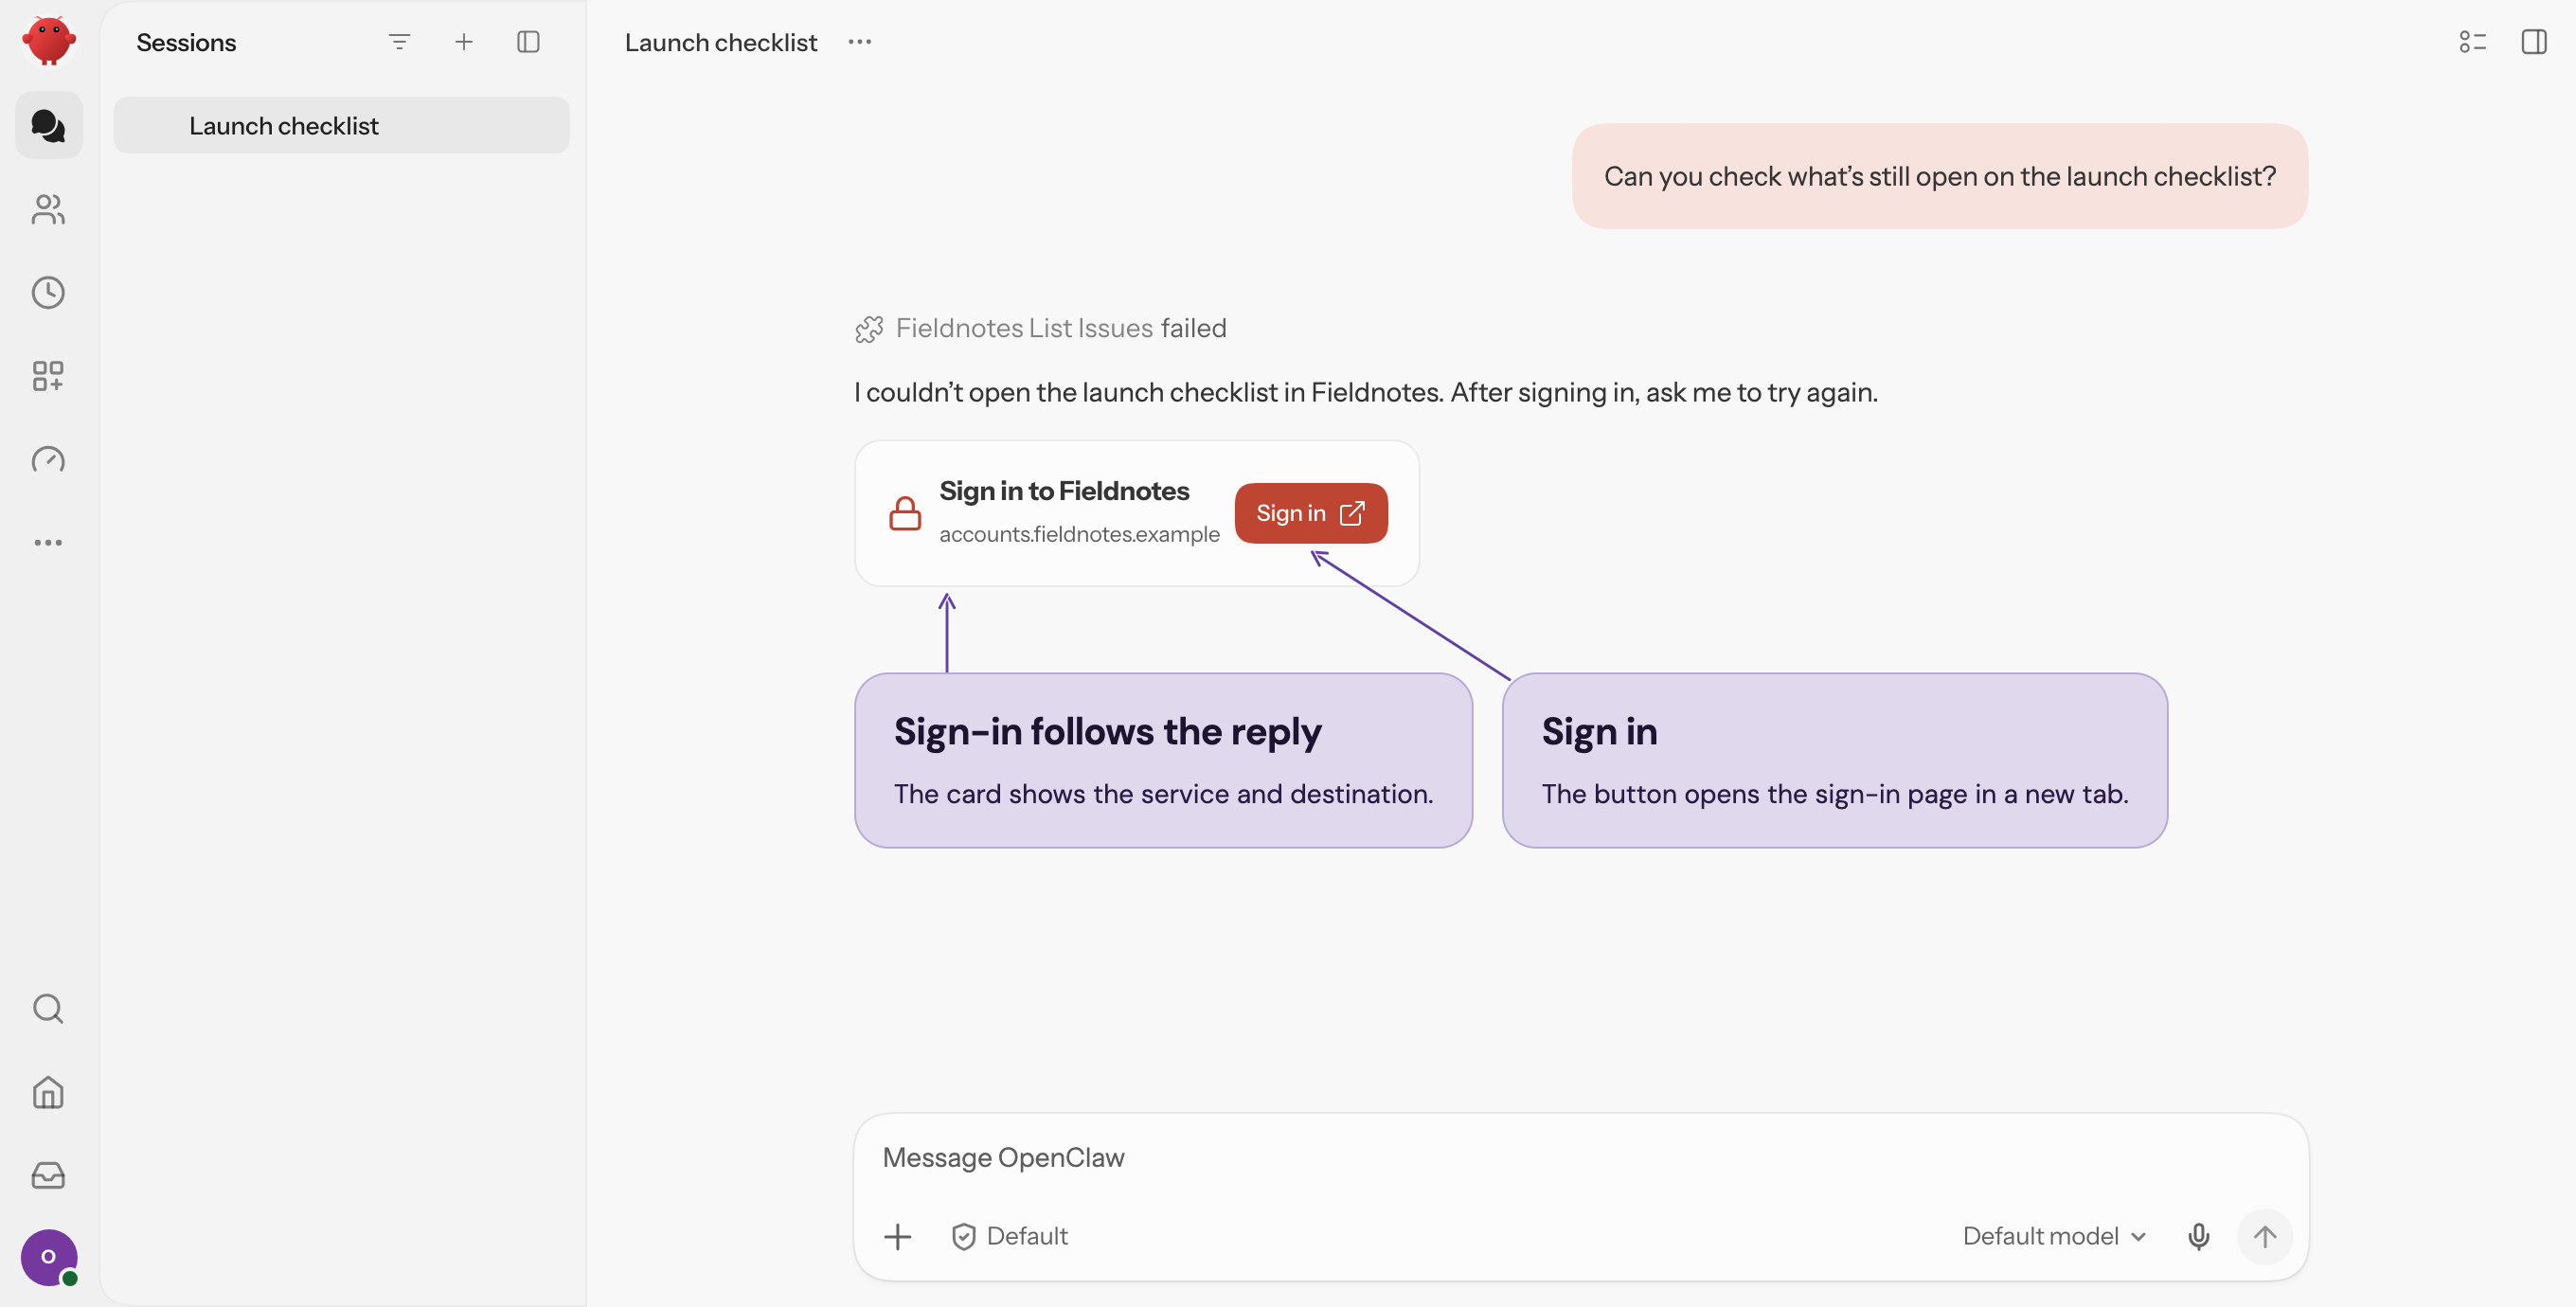 Sessions
Launch checklist
Launch checklist
Can you check what’s still open on the launch checklist?
Fieldnotes List Issues failed
I couldn’t open the launch checklist in Fieldnotes. After signing in, ask me to try again.
Sign in to Fieldnotes
accounts.fieldnotes.example
Sign in
Sign-in follows the reply
The card shows the service and destination.
Sign in
The button opens the sign-in page in a new tab.
Message OpenClaw
Default
Default model
O